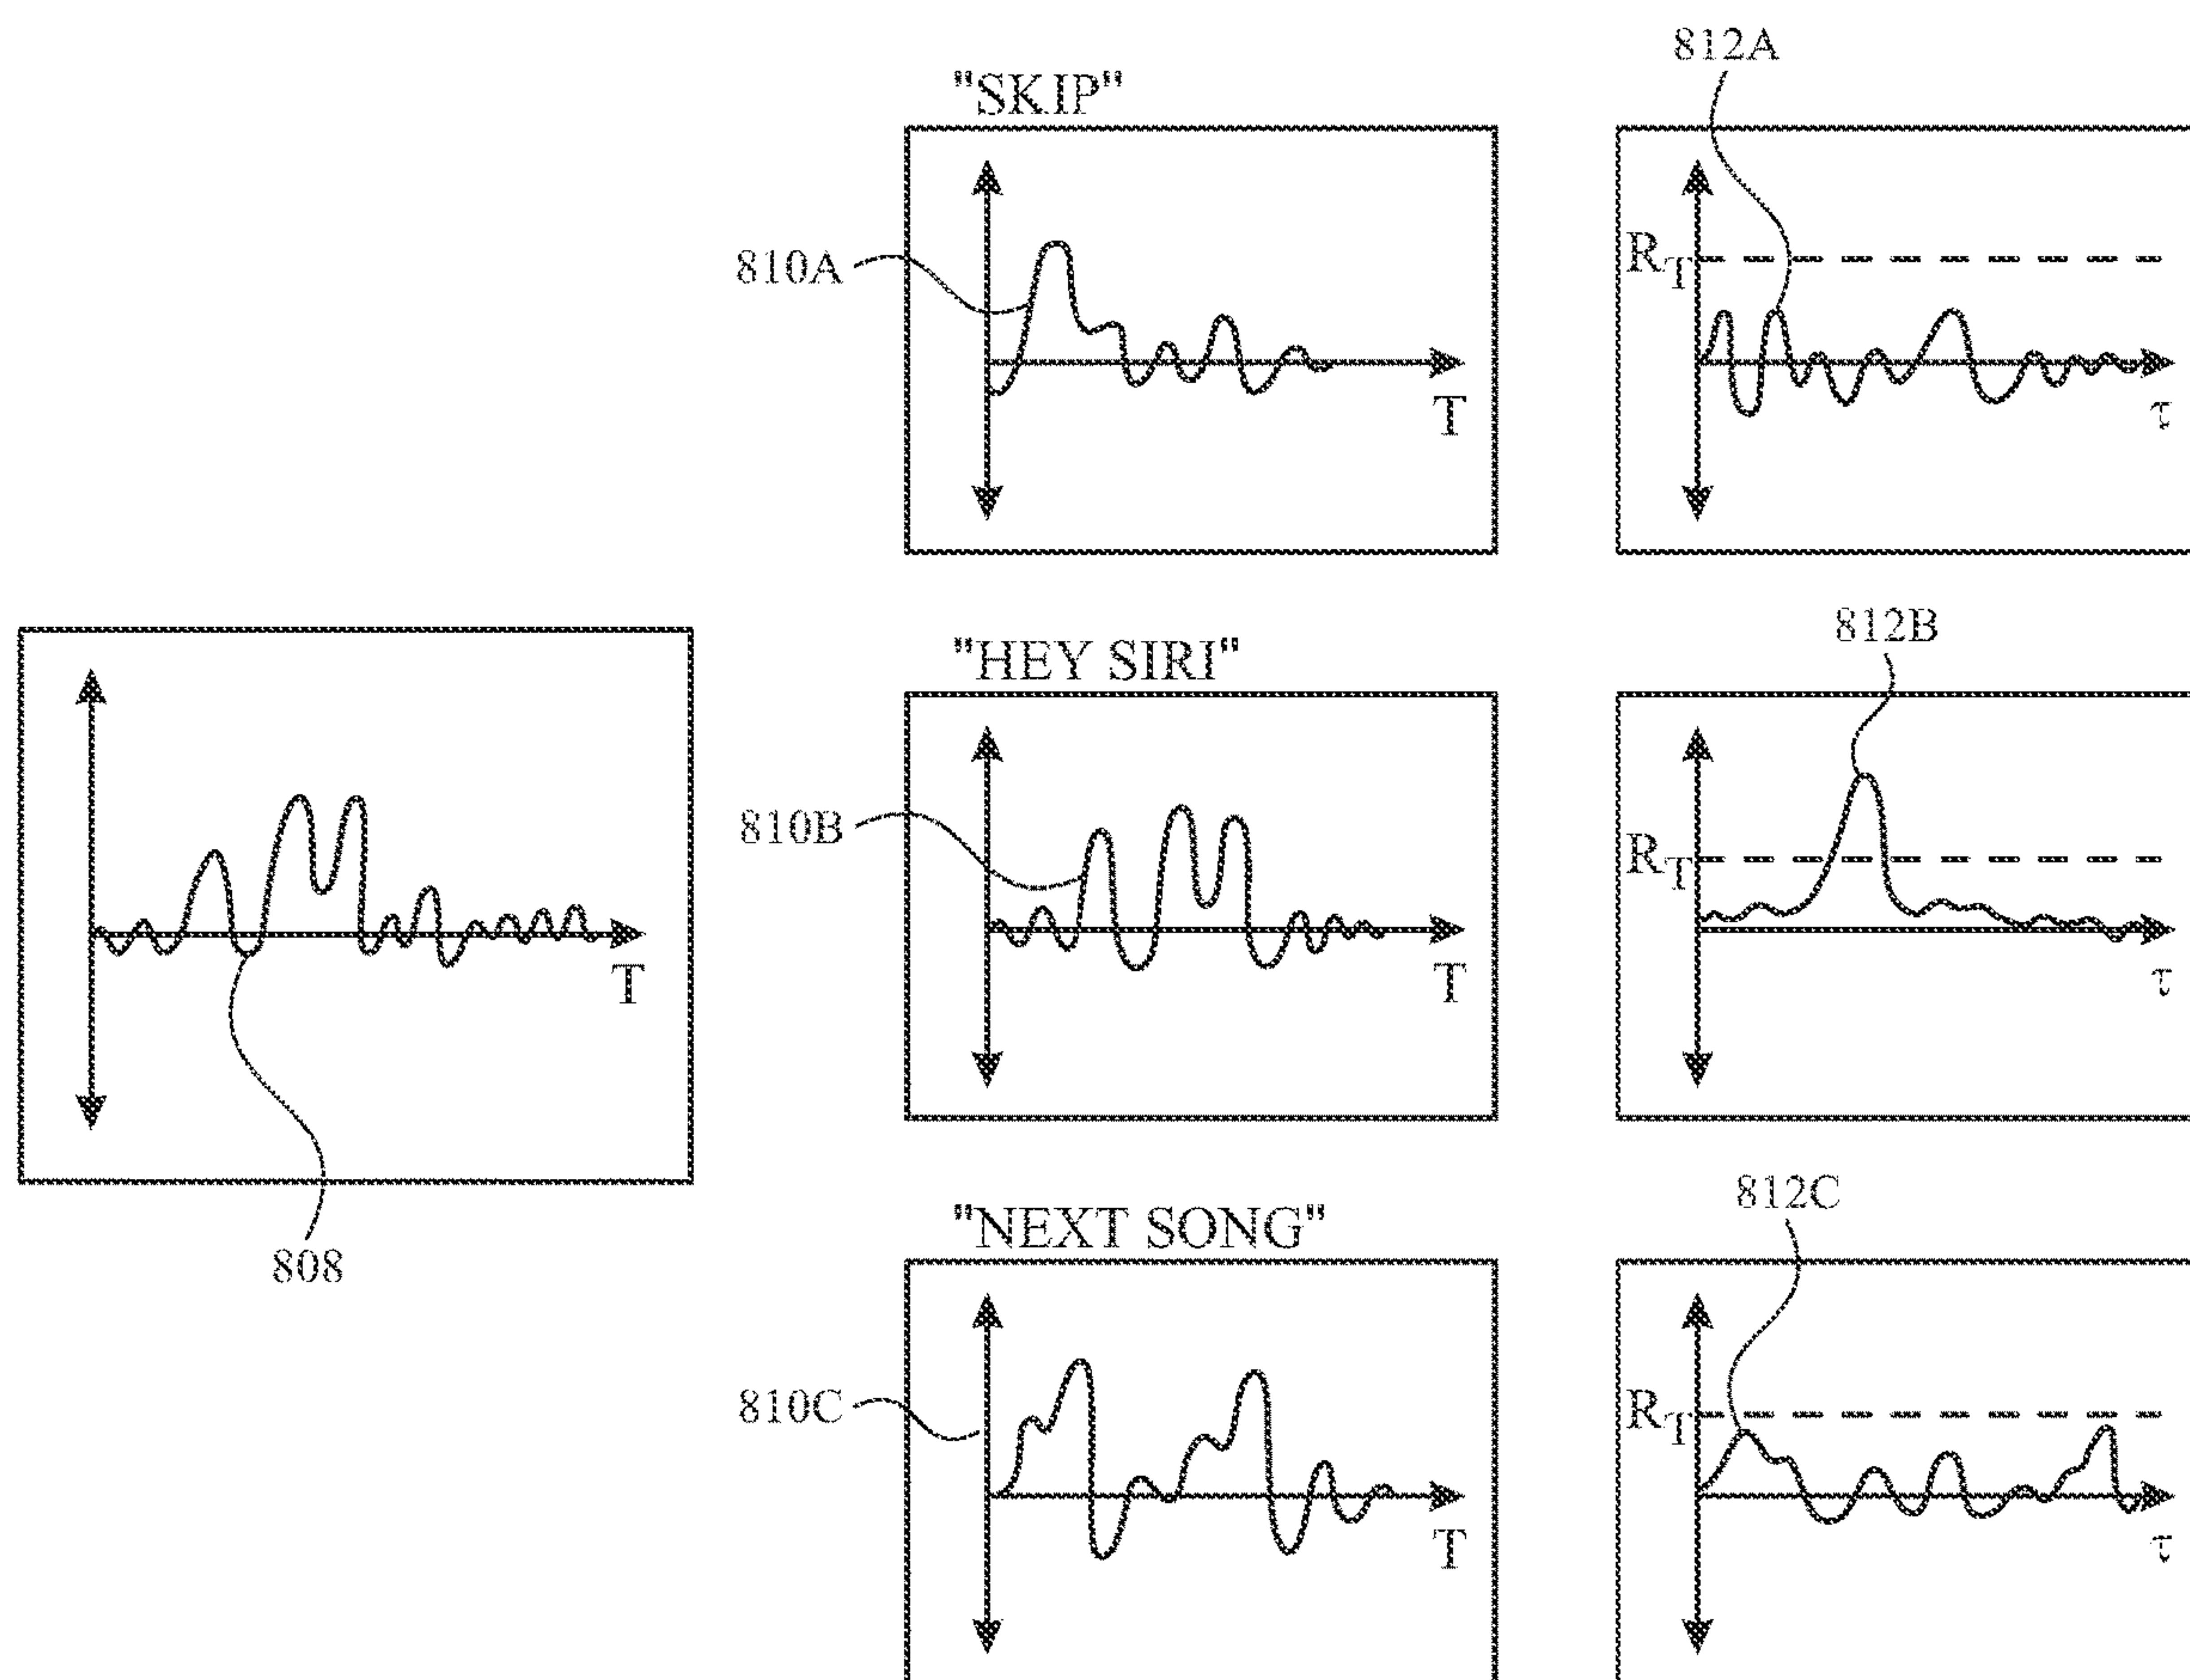 812A
"SKIP"
810A
R_T
T
τ
812B
"HEY SIRI"
810B
R_T
T
T
τ
808
812C
"NEXT SONG"
810C
R_T
T
τ